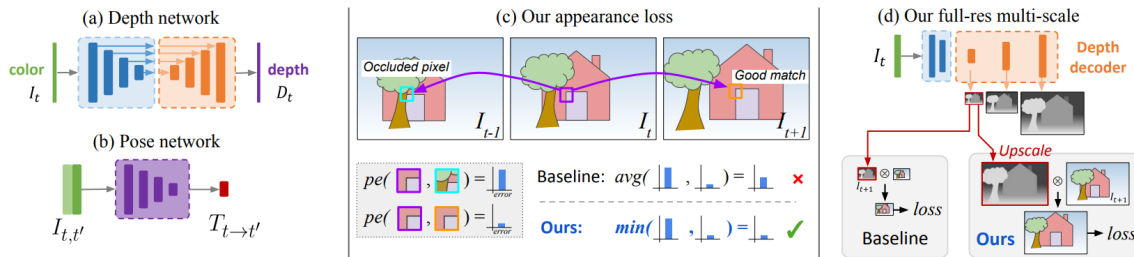 (a) Depth network
color
I_t
depth
D_t
(b) Pose network
I_{t,t'}
T_{t→t'}
(c) Our appearance loss
Occluded pixel
Good match
I_{t-1}
I_t
I_{t+1}
pe( , ) =
error
pe( , ) =
error
Baseline: avg( , ) = ×
Ours: min( , ) = ✓
(d) Our full-res multi-scale
I_t
Depth
decoder
Upscale
I_{t+1}
⊗
→ loss
Baseline
⊗
I_{t+1}
→ loss
Ours